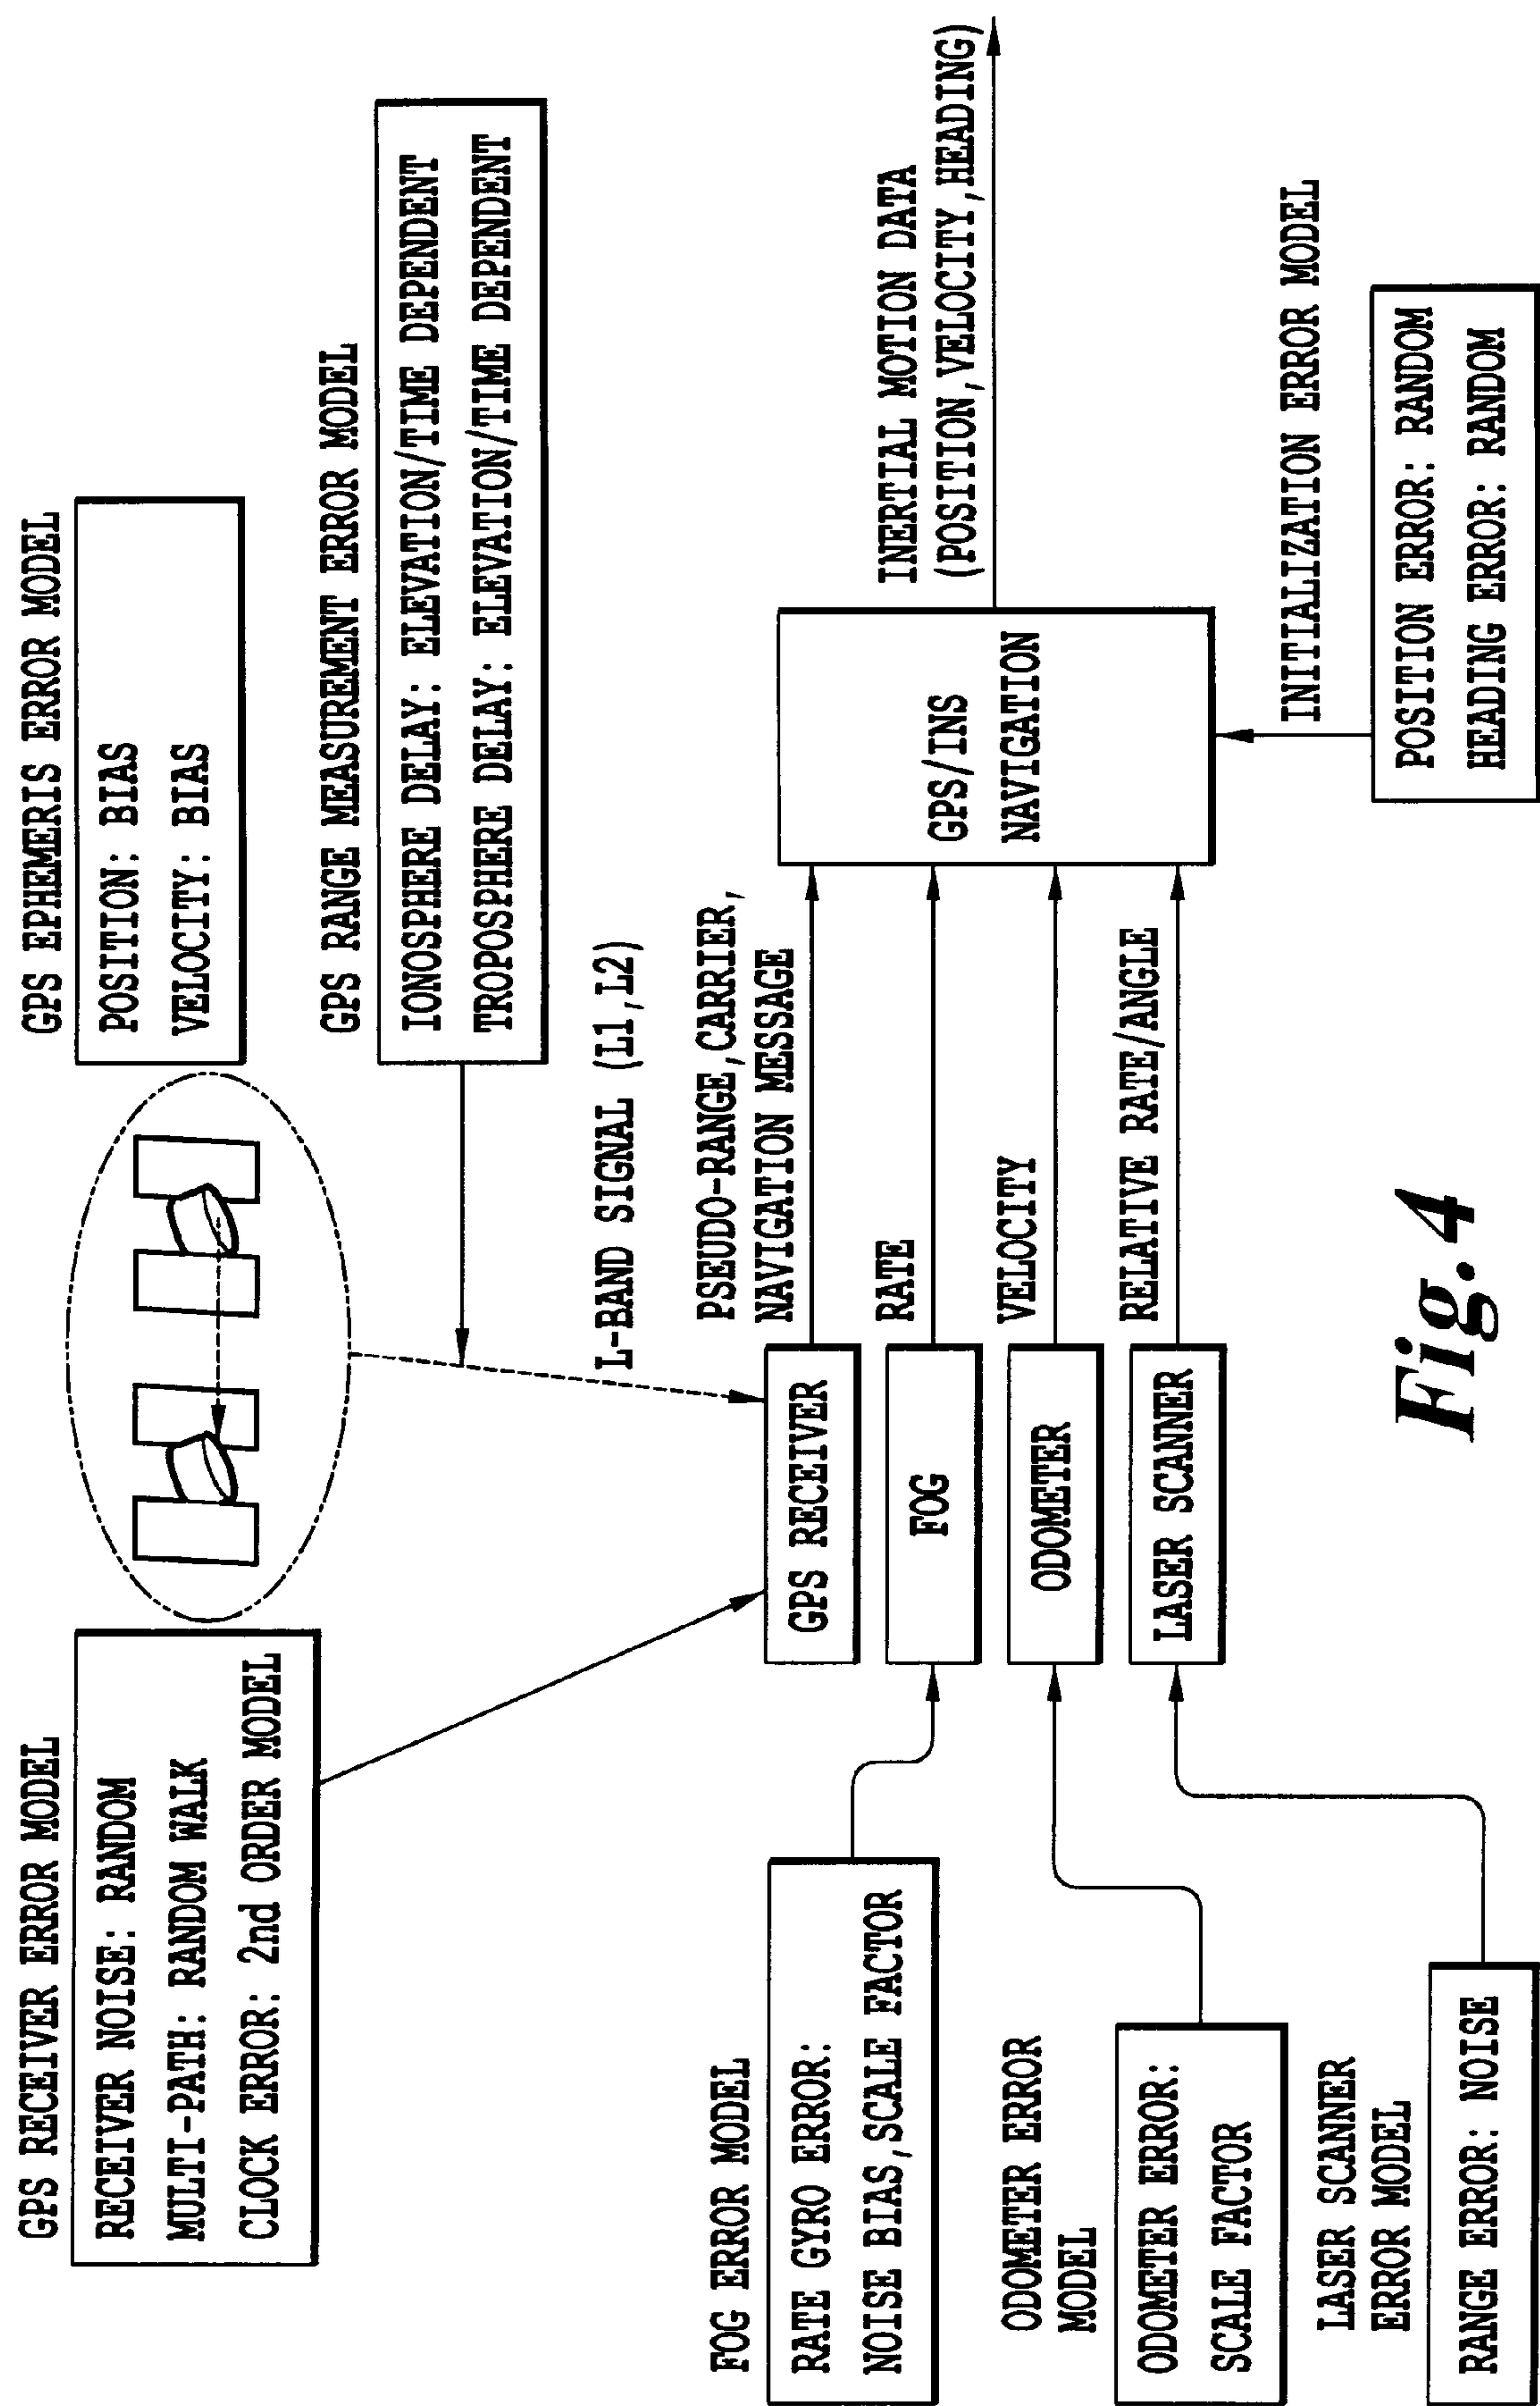 GPS RECEIVER ERROR MODEL
RECEIVER NOISE: RANDOM
MULTI-PATH: RANDOM WALK
CLOCK ERROR: 2nd ORDER MODEL
GPS EPHEMERIS ERROR MODEL
POSITION: BIAS
VELOCITY: BIAS
GPS RANGE MEASUREMENT ERROR MODEL
IONOSPHERE DELAY: ELEVATION/TIME DEPENDENT
TROPOSPHERE DELAY: ELEVATION/TIME DEPENDENT
L-BAND SIGNAL (L1,L2)
FOG ERROR MODEL
RATE GYRO ERROR:
NOISE BIAS,SCALE FACTOR
ODOMETER ERROR
MODEL
ODOMETER ERROR:
SCALE FACTOR
LASER SCANNER
ERROR MODEL
RANGE ERROR: NOISE
GPS RECEIVER
FOG
ODOMETER
LASER SCANNER
PSEUDO-RANGE,CARRIER,
NAVIGATION MESSAGE
RATE
VELOCITY
RELATIVE RATE/ANGLE
GPS/INS
NAVIGATION
INERTIAL MOTION DATA
(POSITION,VELOCITY,HEADING)
INITIALIZATION ERROR MODEL
POSITION ERROR: RANDOM
HEADING ERROR: RANDOM
Fig. 4